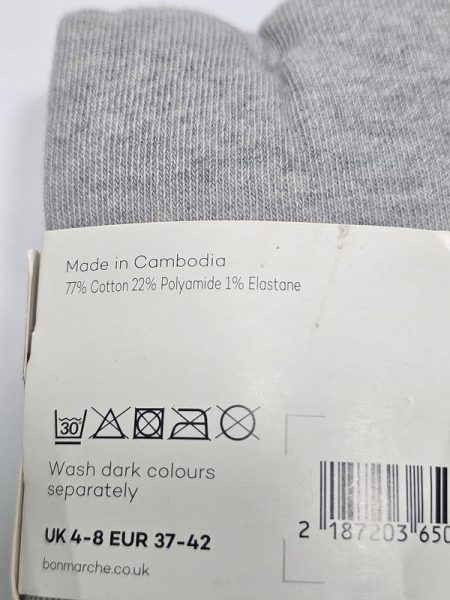 Made in Cambodia
77% Cotton 22% Polyamide 1% Elastane
30
Wash dark colours
separately
UK 4-8 EUR 37-42
bonmarche.co.uk
2 187203 650